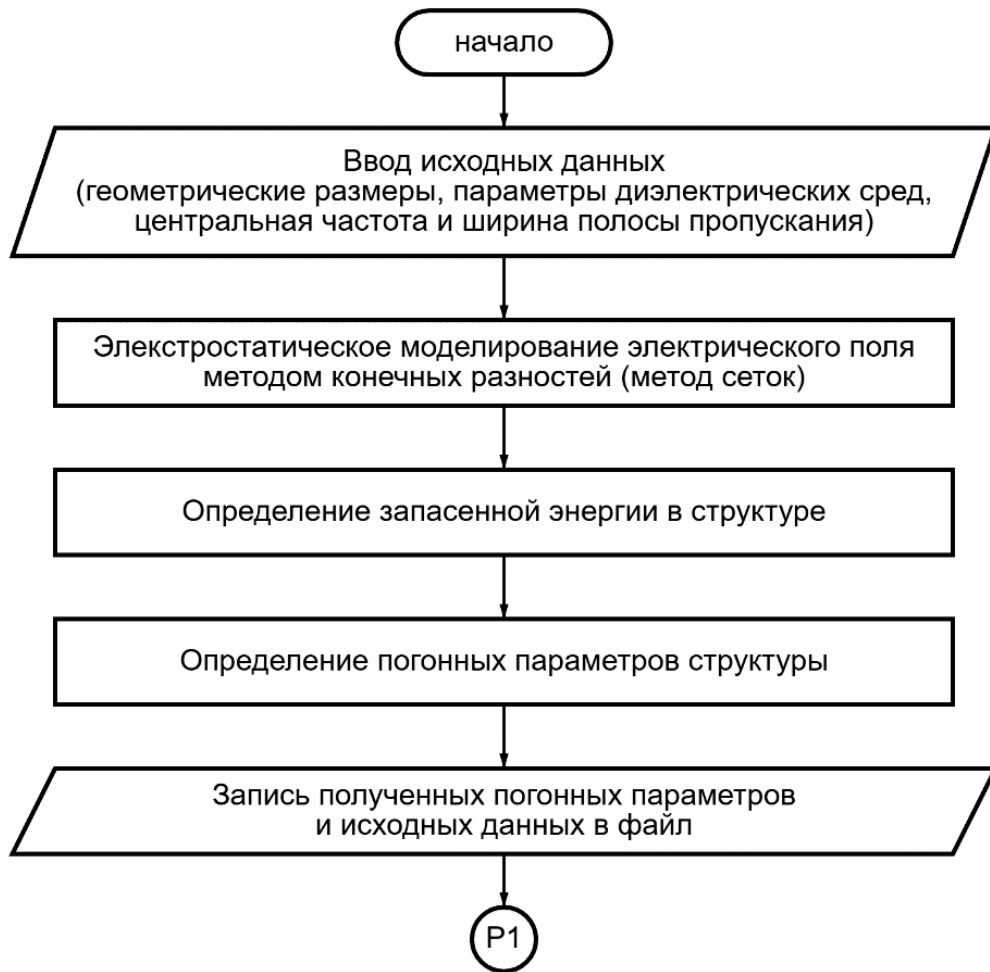 начало
Ввод исходных данных
(геометрические размеры, параметры диэлектрических сред,
центральная частота и ширина полосы пропускания)
Элекстростатическое моделирование электрического поля
методом конечных разностей (метод сеток)
Определение запасенной энергии в структуре
Определение погонных параметров структуры
Запись полученных погонных параметров
и исходных данных в файл
P1